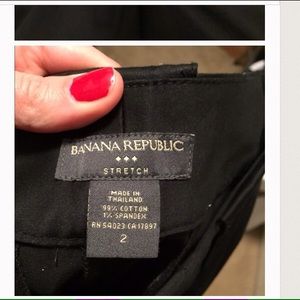 BANANA REPUBLIC
STRETCH
MADE IN
THAILAND
99% COTTON
1% SPANDEX
RN 54023 CA 17897
2